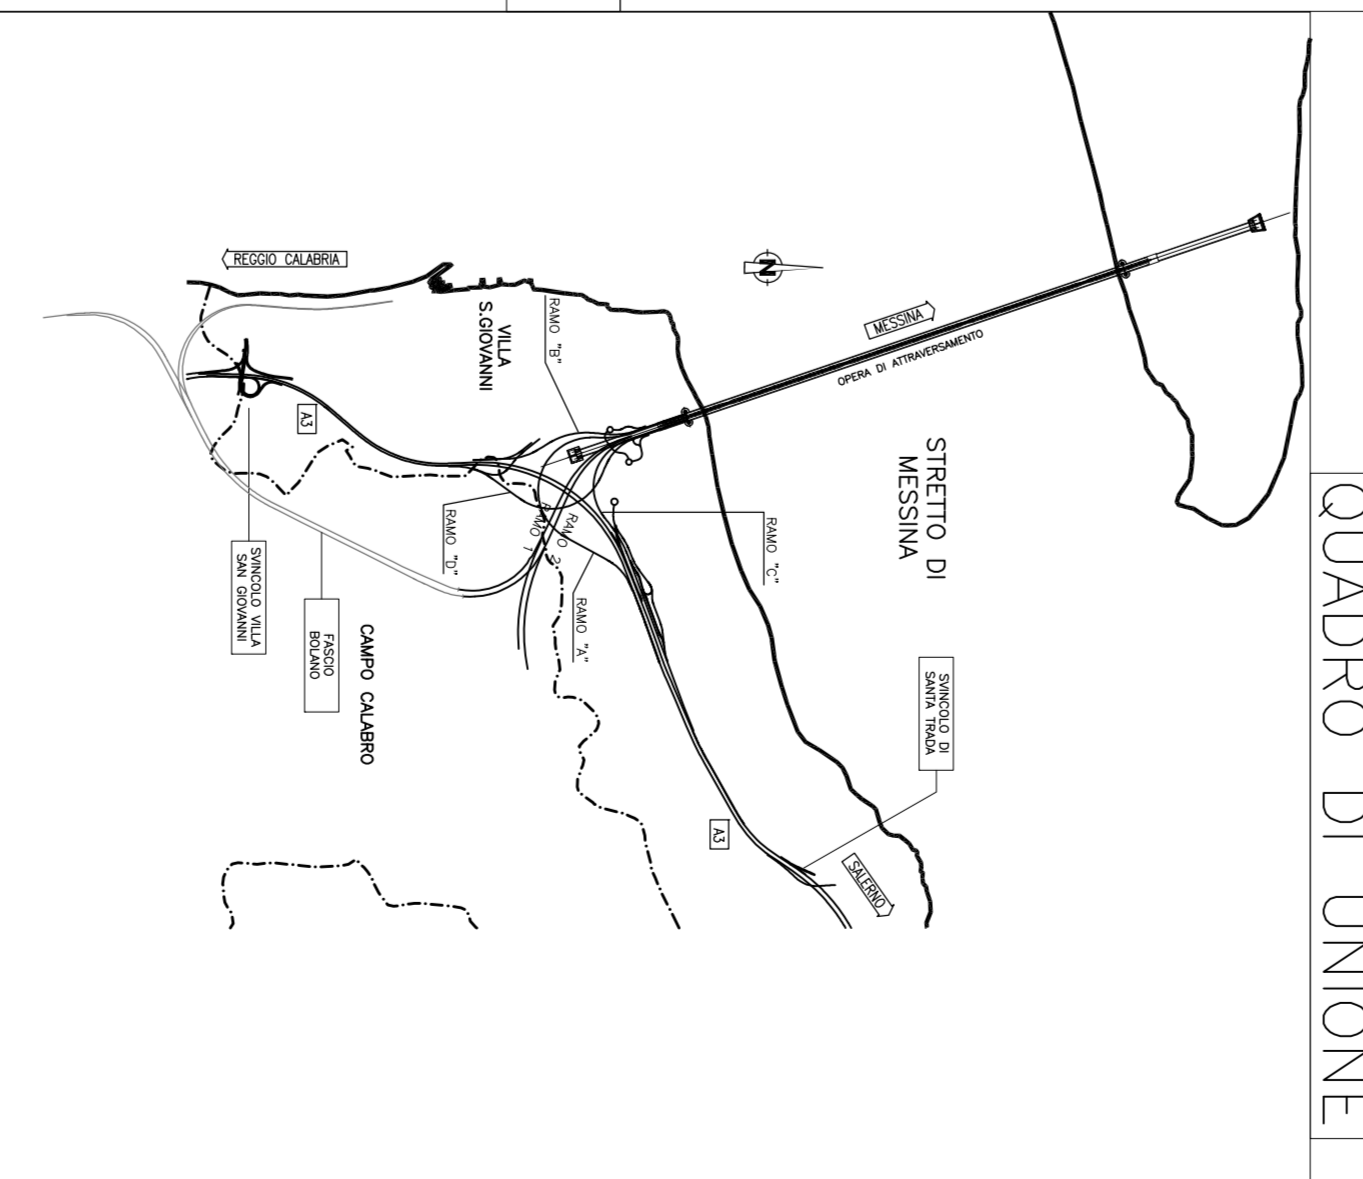 QUADRO DI UNIONE
REGGIO CALABRIA
N
MESSINA
OPERA DI ATTRAVERSAMENTO
STRETTO DI
MESSINA
VILLA
S.GIOVANNI
RAMO "B"
A3
RAMO "D"
RAMO 1
RAMO 2
RAMO "C"
RAMO "A"
SVINCOLO VILLA
SAN GIOVANNI
FASCIO
BOLANO
CAMPO CALABRO
SVINCOLO DI
SANTA TRADA
A3
SALERNO